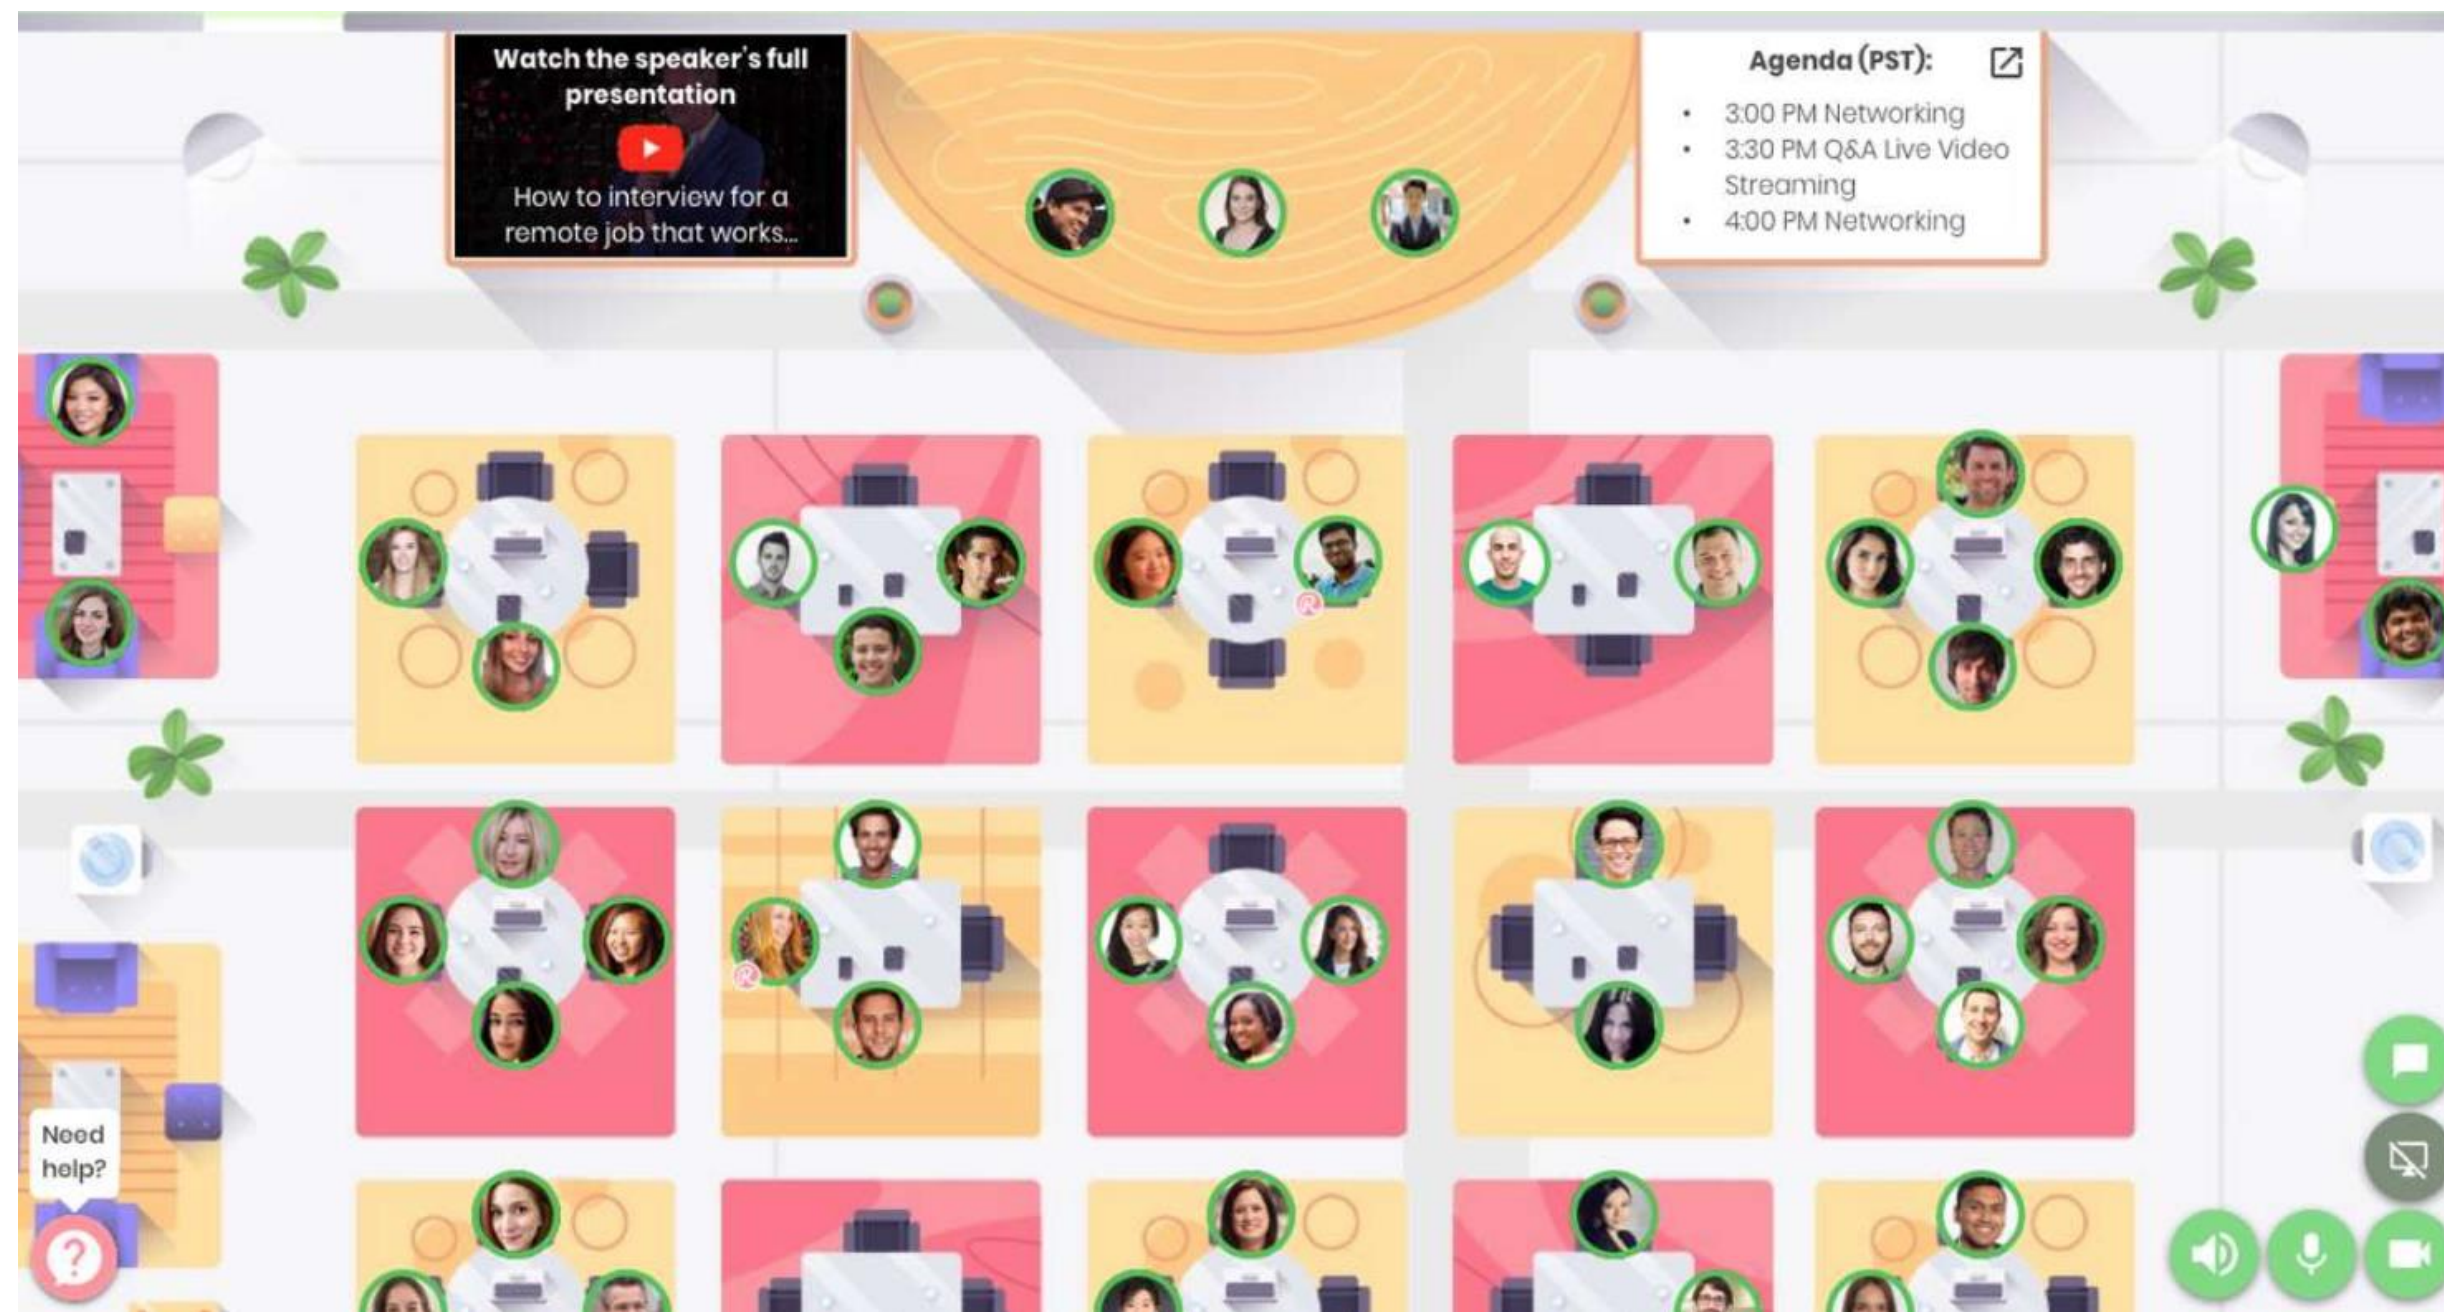 Watch the speaker's full
presentation
How to interview for a
remote job that works...
Agenda (PST):
• 3:00 PM Networking
• 3:30 PM Q&A Live Video
Streaming
• 4:00 PM Networking
R
R
Need
help?
?